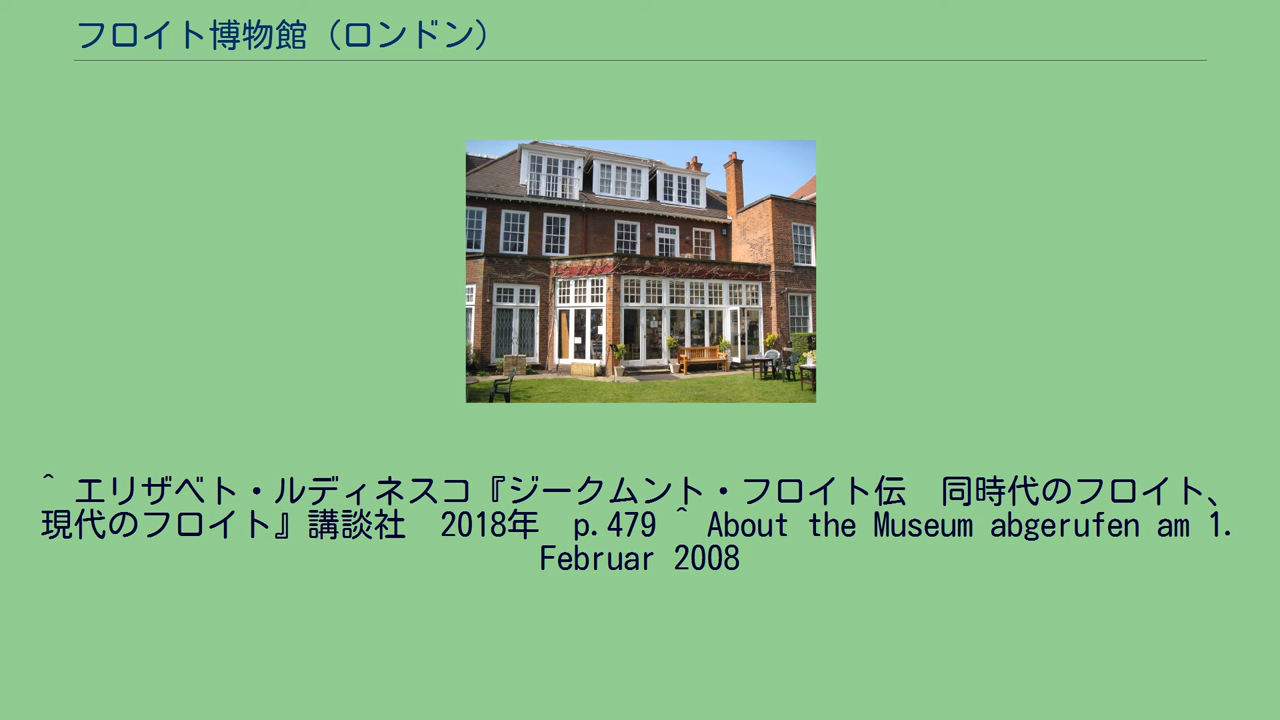 フロイト博物館（ロンドン）
^ エリザベト・ルディネスコ『ジークムント・フロイト伝　同時代のフロイト、
現代のフロイト』講談社　2018年　p.479 ^ About the Museum abgerufen am 1.
Februar 2008